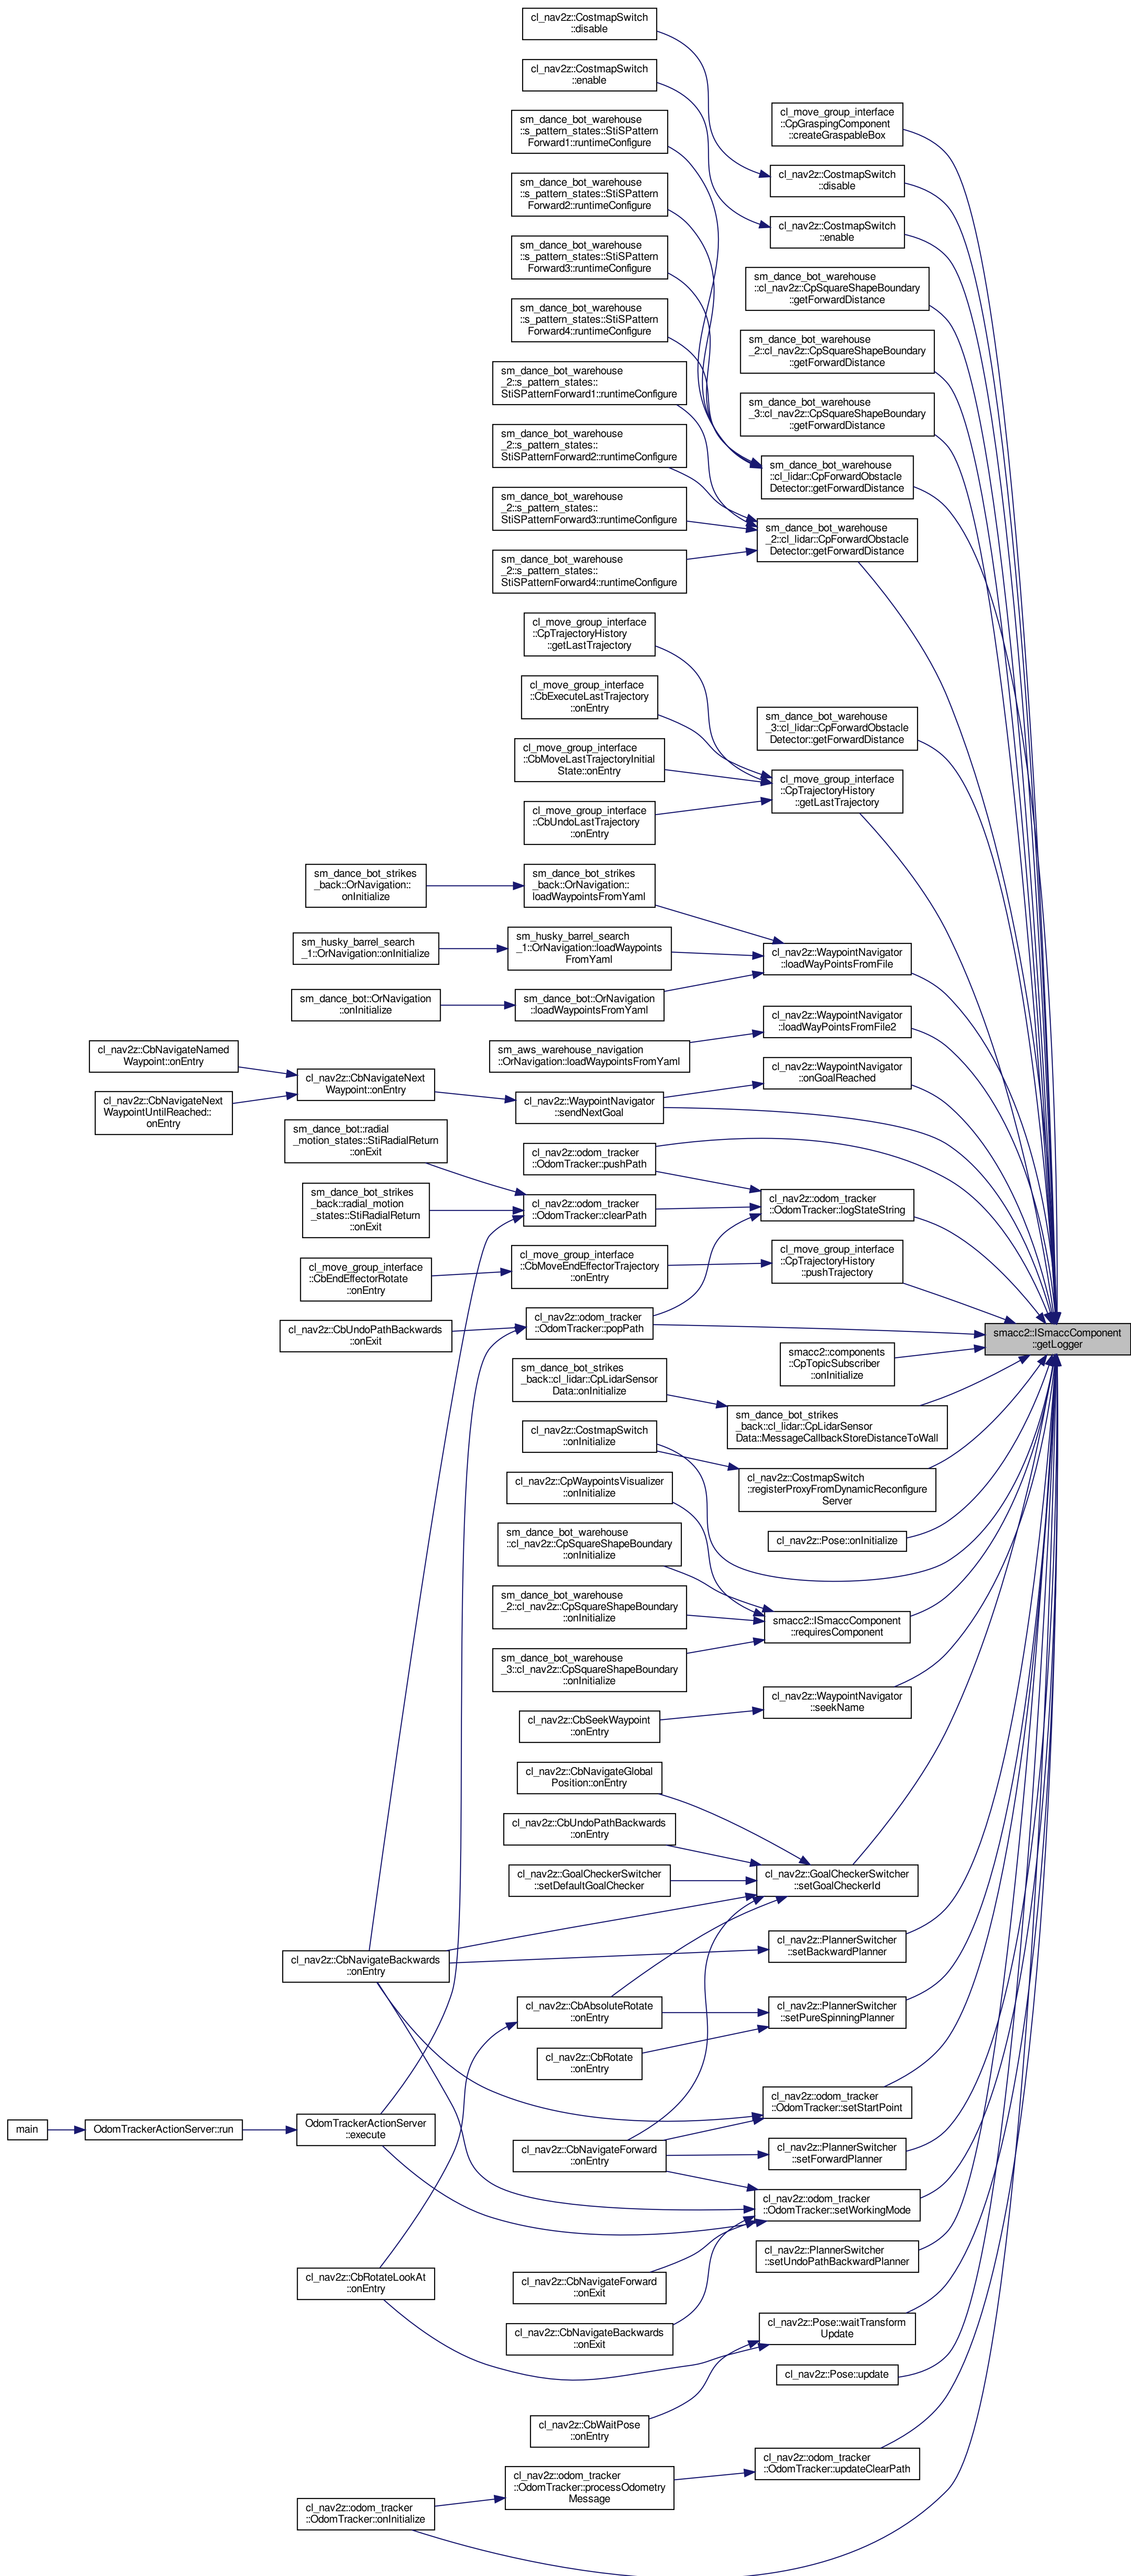 cl_nav2z::CostmapSwitch
::disable
cl_nav2z::CostmapSwitch
::enable
sm_dance_bot_warehouse
::s_pattern_states::StiSPattern
Forward1::runtimeConfigure
sm_dance_bot_warehouse
::s_pattern_states::StiSPattern
Forward2::runtimeConfigure
sm_dance_bot_warehouse
::s_pattern_states::StiSPattern
Forward3::runtimeConfigure
sm_dance_bot_warehouse
::s_pattern_states::StiSPattern
Forward4::runtimeConfigure
sm_dance_bot_warehouse
_2::s_pattern_states::
StiSPatternForward1::runtimeConfigure
sm_dance_bot_warehouse
_2::s_pattern_states::
StiSPatternForward2::runtimeConfigure
sm_dance_bot_warehouse
_2::s_pattern_states::
StiSPatternForward3::runtimeConfigure
sm_dance_bot_warehouse
_2::s_pattern_states::
StiSPatternForward4::runtimeConfigure
cl_move_group_interface
::CpGraspingComponent
::createGraspableBox
cl_nav2z::CostmapSwitch
::disable
cl_nav2z::CostmapSwitch
::enable
sm_dance_bot_warehouse
::cl_nav2z::CpSquareShapeBoundary
::getForwardDistance
sm_dance_bot_warehouse
_2::cl_nav2z::CpSquareShapeBoundary
::getForwardDistance
sm_dance_bot_warehouse
_3::cl_nav2z::CpSquareShapeBoundary
::getForwardDistance
sm_dance_bot_warehouse
::cl_lidar::CpForwardObstacle
Detector::getForwardDistance
sm_dance_bot_warehouse
_2::cl_lidar::CpForwardObstacle
Detector::getForwardDistance
cl_move_group_interface
::CpTrajectoryHistory
::getLastTrajectory
cl_move_group_interface
::CbExecuteLastTrajectory
::onEntry
cl_move_group_interface
::CbMoveLastTrajectoryInitial
State::onEntry
cl_move_group_interface
::CbUndoLastTrajectory
::onEntry
sm_dance_bot_warehouse
_3::cl_lidar::CpForwardObstacle
Detector::getForwardDistance
cl_move_group_interface
::CpTrajectoryHistory
::getLastTrajectory
sm_dance_bot_strikes
_back::OrNavigation::
onInitialize
sm_dance_bot_strikes
_back::OrNavigation::
loadWaypointsFromYaml
sm_husky_barrel_search
_1::OrNavigation::onInitialize
sm_husky_barrel_search
_1::OrNavigation::loadWaypoints
FromYaml
cl_nav2z::WaypointNavigator
::loadWayPointsFromFile
sm_dance_bot::OrNavigation
::onInitialize
sm_dance_bot::OrNavigation
::loadWaypointsFromYaml
cl_nav2z::WaypointNavigator
::loadWayPointsFromFile2
sm_aws_warehouse_navigation
::OrNavigation::loadWaypointsFromYaml
cl_nav2z::CbNavigateNamed
Waypoint::onEntry
cl_nav2z::CbNavigateNext
WaypointUntilReached::
onEntry
cl_nav2z::CbNavigateNext
Waypoint::onEntry
cl_nav2z::WaypointNavigator
::sendNextGoal
cl_nav2z::WaypointNavigator
::onGoalReached
sm_dance_bot::radial
_motion_states::StiRadialReturn
::onExit
cl_nav2z::odom_tracker
::OdomTracker::pushPath
sm_dance_bot_strikes
_back::radial_motion
_states::StiRadialReturn
::onExit
cl_nav2z::odom_tracker
::OdomTracker::clearPath
cl_nav2z::odom_tracker
::OdomTracker::logStateString
cl_move_group_interface
::CbEndEffectorRotate
::onEntry
cl_move_group_interface
::CbMoveEndEffectorTrajectory
::onEntry
cl_move_group_interface
::CpTrajectoryHistory
::pushTrajectory
cl_nav2z::CbUndoPathBackwards
::onExit
cl_nav2z::odom_tracker
::OdomTracker::popPath
smacc2::ISmaccComponent
::getLogger
smacc2::components
::CpTopicSubscriber
::onInitialize
sm_dance_bot_strikes
_back::cl_lidar::CpLidarSensor
Data::onInitialize
sm_dance_bot_strikes
_back::cl_lidar::CpLidarSensor
Data::MessageCallbackStoreDistanceToWall
cl_nav2z::CostmapSwitch
::onInitialize
cl_nav2z::CostmapSwitch
::registerProxyFromDynamicReconfigure
Server
cl_nav2z::CpWaypointsVisualizer
::onInitialize
cl_nav2z::Pose::onInitialize
sm_dance_bot_warehouse
::cl_nav2z::CpSquareShapeBoundary
::onInitialize
sm_dance_bot_warehouse
_2::cl_nav2z::CpSquareShapeBoundary
::onInitialize
sm_dance_bot_warehouse
_3::cl_nav2z::CpSquareShapeBoundary
::onInitialize
smacc2::ISmaccComponent
::requiresComponent
cl_nav2z::CbSeekWaypoint
::onEntry
cl_nav2z::WaypointNavigator
::seekName
cl_nav2z::CbNavigateGlobal
Position::onEntry
cl_nav2z::CbUndoPathBackwards
::onEntry
cl_nav2z::GoalCheckerSwitcher
::setDefaultGoalChecker
cl_nav2z::GoalCheckerSwitcher
::setGoalCheckerId
cl_nav2z::CbNavigateBackwards
::onEntry
cl_nav2z::PlannerSwitcher
::setBackwardPlanner
cl_nav2z::CbAbsoluteRotate
::onEntry
cl_nav2z::PlannerSwitcher
::setPureSpinningPlanner
cl_nav2z::CbRotate
::onEntry
cl_nav2z::odom_tracker
::OdomTracker::setStartPoint
main
OdomTrackerActionServer::run
OdomTrackerActionServer
::execute
cl_nav2z::CbNavigateForward
::onEntry
cl_nav2z::PlannerSwitcher
::setForwardPlanner
cl_nav2z::odom_tracker
::OdomTracker::setWorkingMode
cl_nav2z::PlannerSwitcher
::setUndoPathBackwardPlanner
cl_nav2z::CbRotateLookAt
::onEntry
cl_nav2z::CbNavigateForward
::onExit
cl_nav2z::CbNavigateBackwards
::onExit
cl_nav2z::Pose::waitTransform
Update
cl_nav2z::Pose::update
cl_nav2z::CbWaitPose
::onEntry
cl_nav2z::odom_tracker
::OdomTracker::updateClearPath
cl_nav2z::odom_tracker
::OdomTracker::processOdometry
Message
cl_nav2z::odom_tracker
::OdomTracker::onInitialize